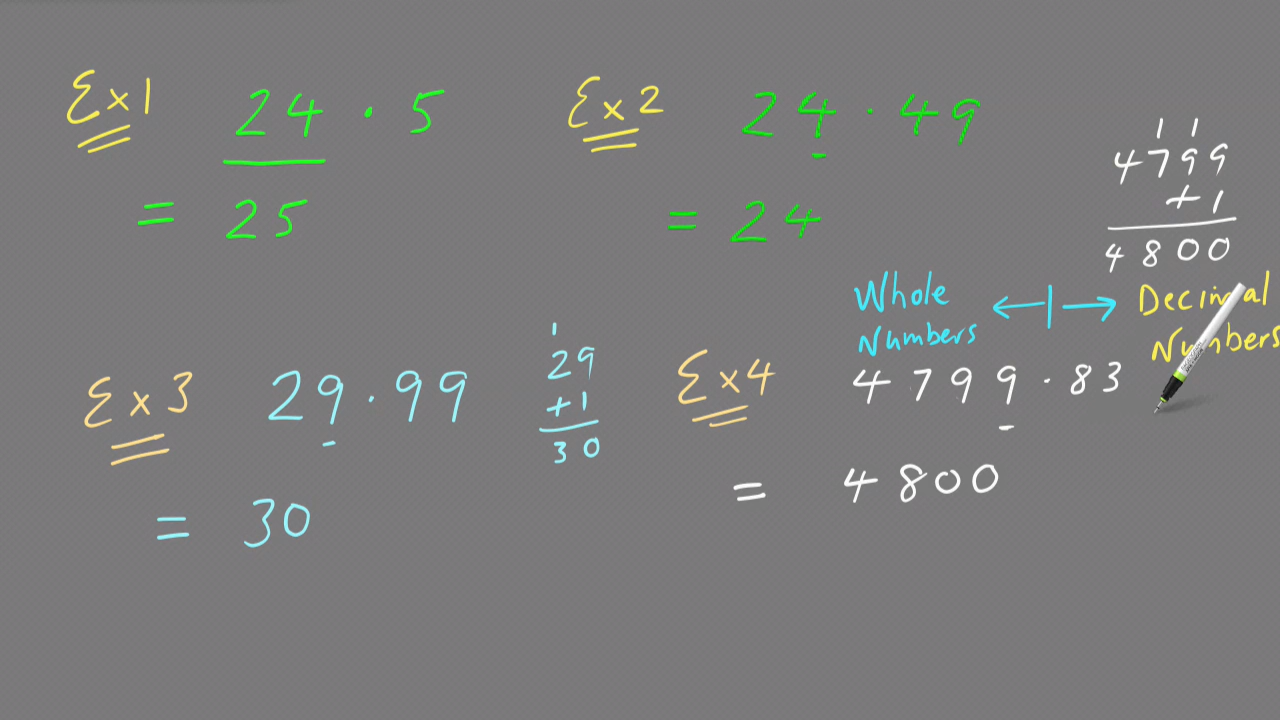 Ex1 24.5
= 25
Ex2 24.49
= 24
1 1
4799
+1
4800
Whole Numbers
Decimal Numbers
Ex3 29.99
= 30
1
29
+1
30
Ex4 4799.83
= 4800